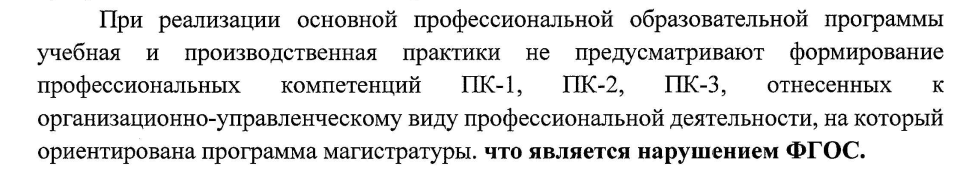 При реализации основной профессиональной образовательной программы
учебная и производственная практики не предусматривают формирование
профессиональных компетенций ПК-1, ПК-2, ПК-3, отнесенных к
организационно-управленческому виду профессиональной деятельности, на который
ориентирована программа магистратуры. что является нарушением ФГОС.